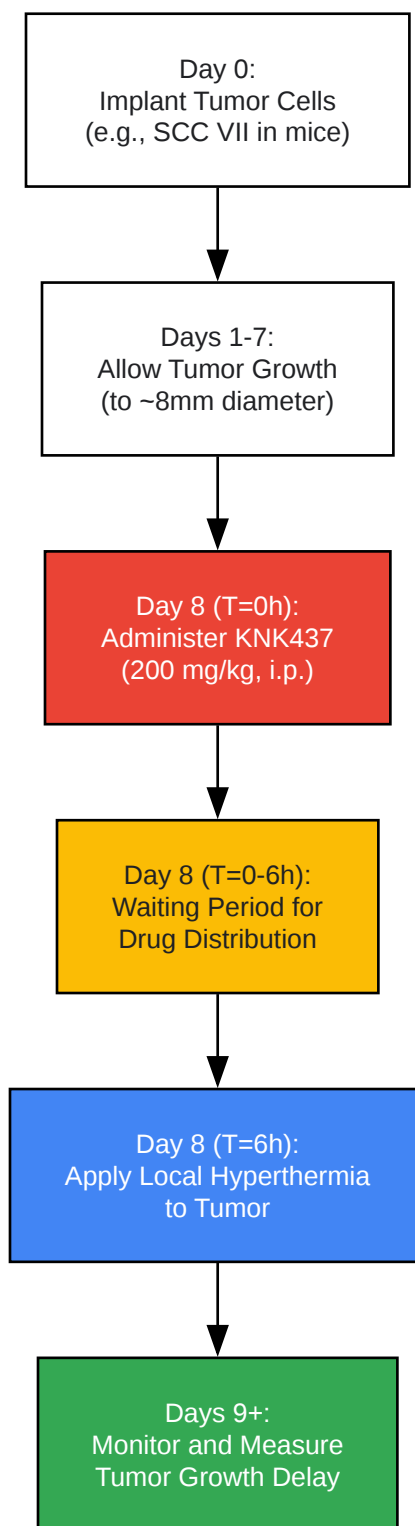 Day 0:
Implant Tumor Cells
(e.g., SCC VII in mice)
Days 1-7:
Allow Tumor Growth
(to ~8mm diameter)
Day 8 (T=0h):
Administer KNK437
(200 mg/kg, i.p.)
Day 8 (T=0-6h):
Waiting Period for
Drug Distribution
Day 8 (T=6h):
Apply Local Hyperthermia
to Tumor
Days 9+:
Monitor and Measure
Tumor Growth Delay